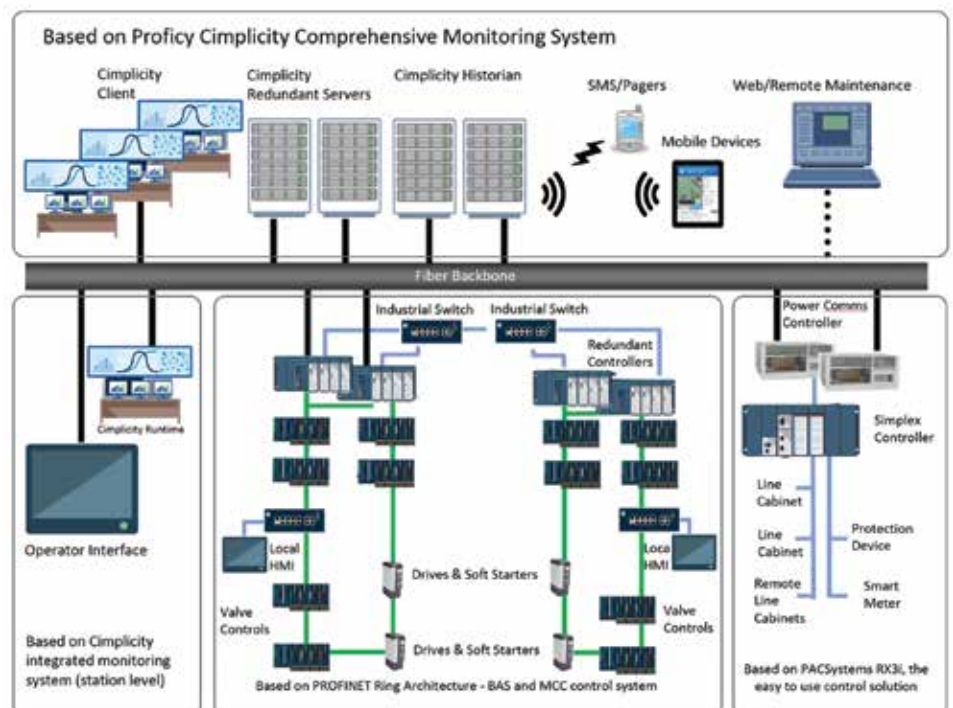 Based on Proficy Cimplicity Comprehensive Monitoring System
Cimplicity
Client
Cimplicity
Redundant Servers
Cimplicity Historian
SMS/Pagers
Mobile Devices
Web/Remote Maintenance
Fiber Backbone
Cimplicity Runtime
Operator Interface
Based on Cimplicity
integrated monitoring
system (station level)
Industrial Switch
Industrial Switch
Redundant
Controllers
Local
HMI
Drives & Soft Starters
Valve
Controls
Drives & Soft Starters
Loca
HMI
Valve
Controls
Based on PROFINET Ring Architecture - BAS and MCC control system
Power Comms
Controller
Simplex
Controller
Line
Cabinet
Line
Cabinet
Remote
Line
Cabinets
Protection
Device
Smart
Meter
Based on PACSystems RX3i, the
easy to use control solution